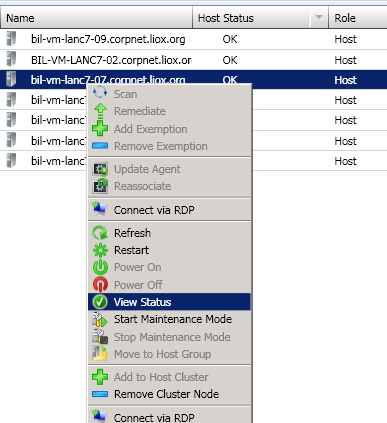 Name Host Status Role
bil-vm-lanc7-09.corpnet.liox.org OK Host
BIL-VM-LANC7-02.corpnet.liox.or OK Host
bil-vm-lanc7-07.corpnet.liox.org OK Host
bil-vm-lanc7 Host
bil-vm-lanc7 Host
bil-vm-lanc7 Host
bil-vm-lanc7 Host
Scan
Remediate
Add Exemption
Remove Exemption
Update Agent
Reassociate
Connect via RDP
Refresh
Restart
Power On
Power Off
View Status
Start Maintenance Mode
Stop Maintenance Mode
Move to Host Group
Add to Host Cluster
Remove Cluster Node
Connect via RDP